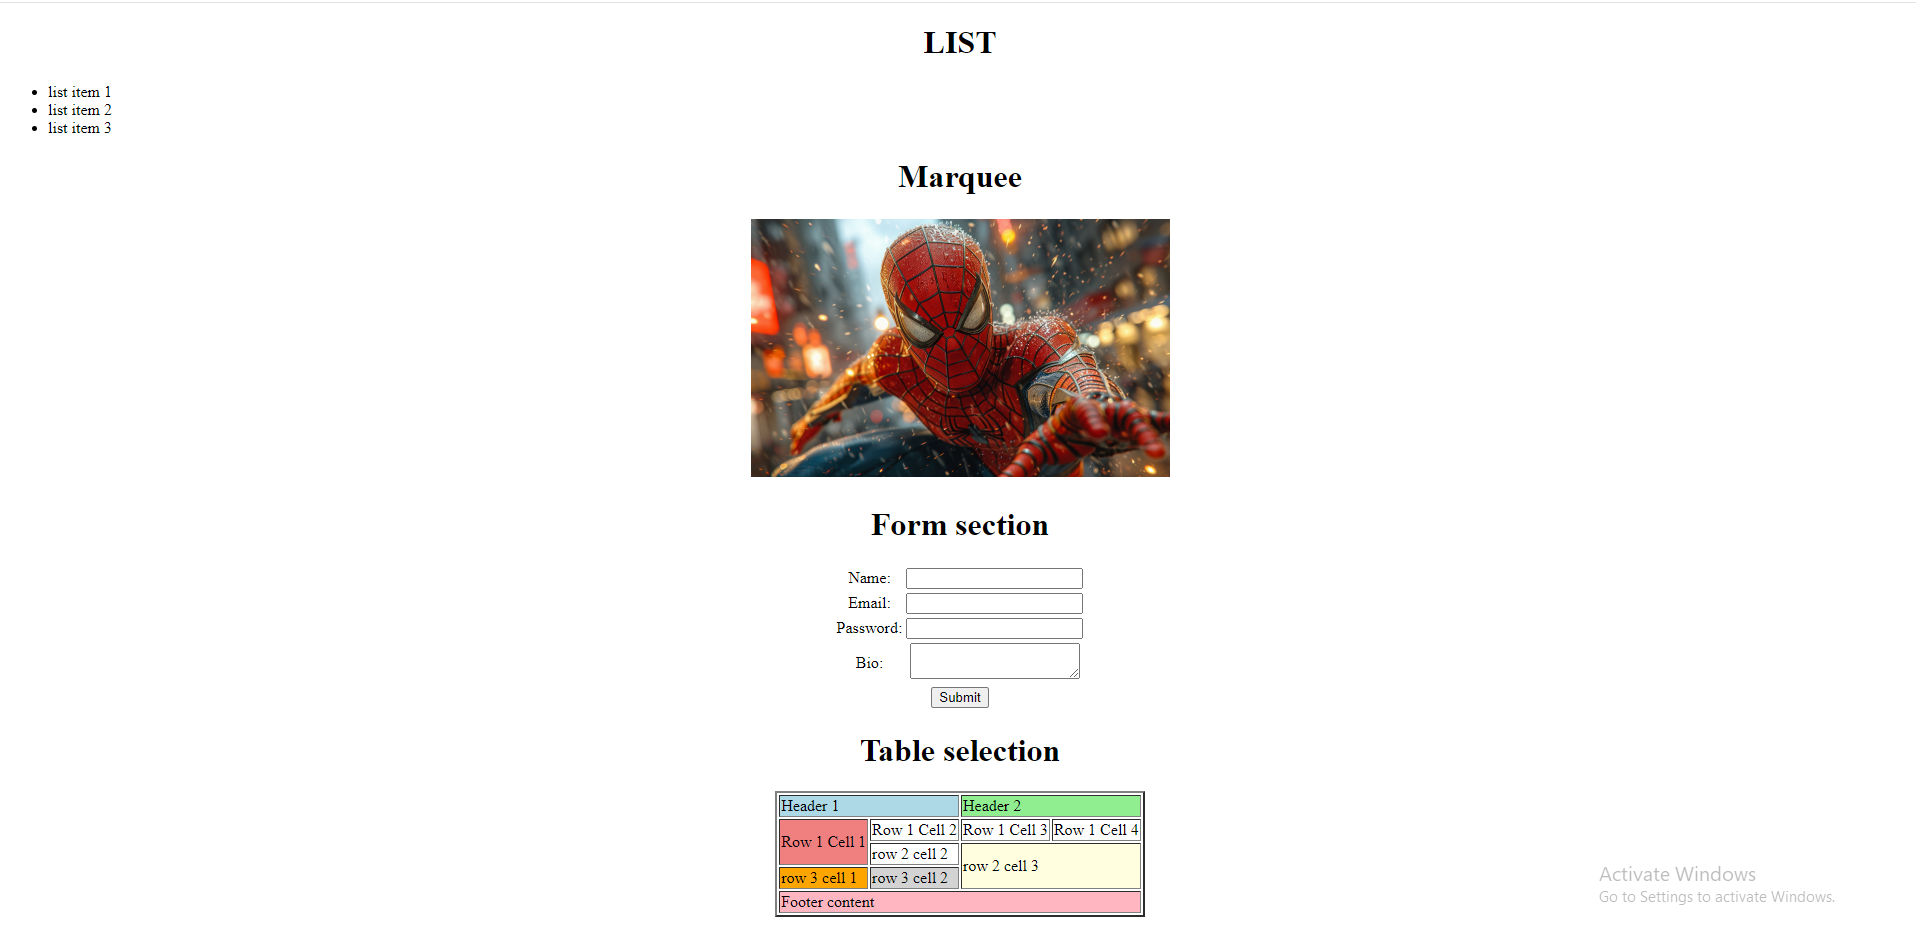 LIST
list item 1
list item 2
list item 3
Marquee
Form section
Name:
Email:
Password:
Bio:
Submit
Table selection
Header 1 Header 2
Row 1 Cell 1 Row 1 Cell 2 Row 1 Cell 3 Row 1 Cell 4
row 2 cell 2 row 2 cell 3
row 3 cell 1 row 3 cell 2
Footer content
Activate Windows
Go to Settings to activate Windows.